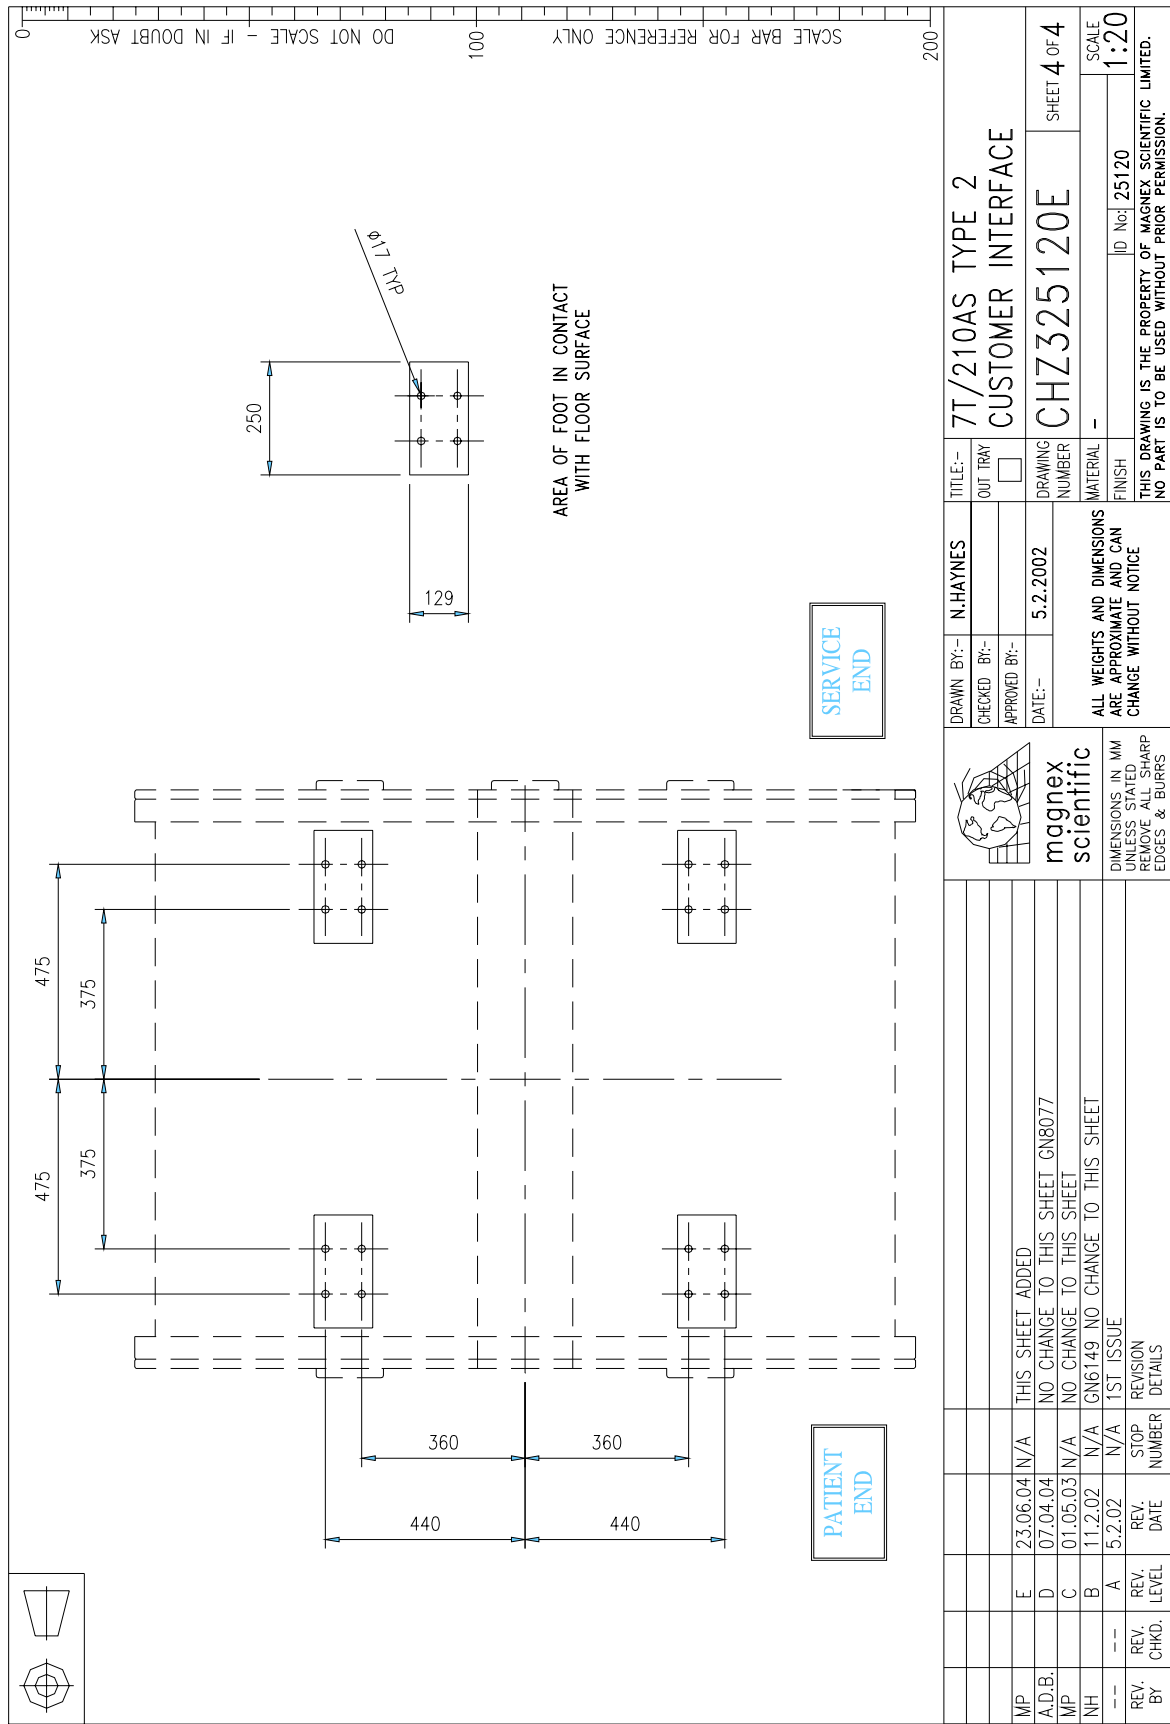 0
DO NOT SCALE - IF IN DOUBT ASK
100
SCALE BAR FOR REFERENCE ONLY
200
475
475
375
375
360
360
440
440
250
129
ø17 TYP
AREA OF FOOT IN CONTACT
WITH FLOOR SURFACE
PATIENT
END
SERVICE
END
MP E 23.06.04 N/A THIS SHEET ADDED
A.D.B. D 07.04.04 NO CHANGE TO THIS SHEET GN8077
MP C 01.05.03 N/A NO CHANGE TO THIS SHEET
NH B 11.2.02 N/A GN6149 NO CHANGE TO THIS SHEET
-- -- A 5.2.02 N/A 1ST ISSUE
REV. BY
REV. CHKD.
REV. LEVEL
REV. DATE
STOP NUMBER
REVISION DETAILS
magnex
scientific
DIMENSIONS IN MM
UNLESS STATED
REMOVE ALL SHARP
EDGES & BURRS
DRAWN BY:- N.HAYNES
CHECKED BY:-
APPROVED BY:-
DATE:- 5.2.2002
ALL WEIGHTS AND DIMENSIONS
ARE APPROXIMATE AND CAN
CHANGE WITHOUT NOTICE
TITLE:- 7T/210AS TYPE 2
CUSTOMER INTERFACE
OUT TRAY
DRAWING
NUMBER
CHZ325120E
SHEET 4 OF 4
MATERIAL -
SCALE
1:20
FINISH
ID No: 25120
THIS DRAWING IS THE PROPERTY OF MAGNEX SCIENTIFIC LIMITED.
NO PART IS TO BE USED WITHOUT PRIOR PERMISSION.